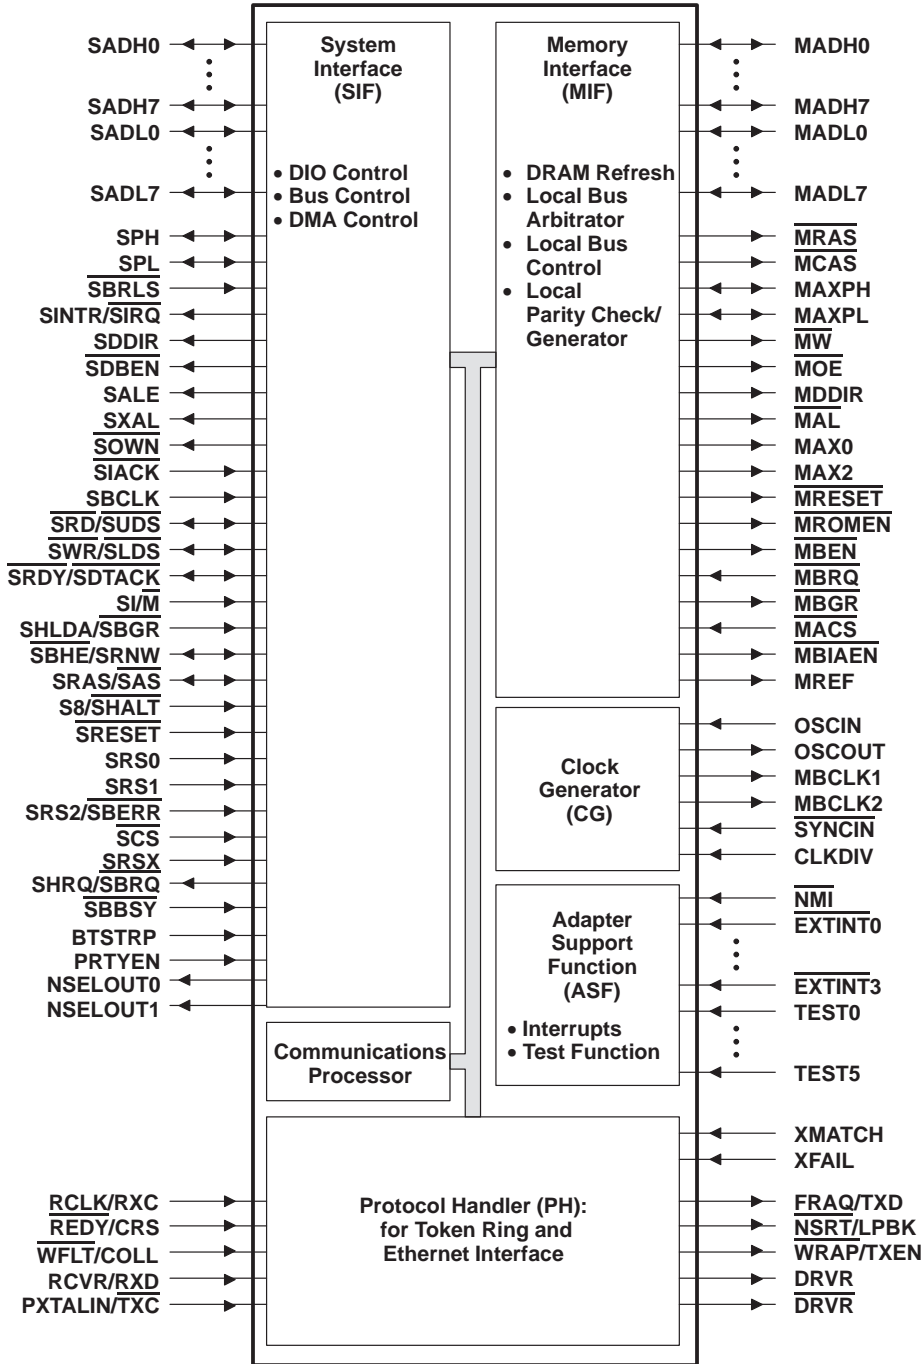 SADH0
SADH7
SADL0
SADL7
SPH
SPL
SBRLS
SINTR/SIRQ
SDDIR
SDBEN
SALE
SXAL
SOWN
SIACK
SBCLK
SRD/SUDS
SWR/SLDS
SRDY/SDTACK
SI/M
SHLDA/SBGR
SBHE/SRNW
SRAS/SAS
S8/SHALT
SRESET
SRS0
SRS1
SRS2/SBERR
SCS
SRSX
SHRQ/SBRQ
SBBSY
BTSTRP
PRTYEN
NSELOUT0
NSELOUT1
RCLK/RXC
REDY/CRS
WFLT/COLL
RCVR/RXD
PXTALIN/TXC
System
Interface
(SIF)
• DIO Control
• Bus Control
• DMA Control
Communications
Processor
Memory
Interface
(MIF)
• DRAM Refresh
• Local Bus
Arbitrator
• Local Bus
Control
• Local
Parity Check/
Generator
Clock
Generator
(CG)
Adapter
Support
Function
(ASF)
• Interrupts
• Test Function
Protocol Handler (PH):
for Token Ring and
Ethernet Interface
MADH0
MADH7
MADL0
MADL7
MRAS
MCAS
MAXPH
MAXPL
MW
MOE
MDDIR
MAL
MAX0
MAX2
MRESET
MROMEN
MBEN
MBRQ
MBGR
MACS
MBIAEN
MREF
OSCIN
OSCOUT
MBCLK1
MBCLK2
SYNCIN
CLKDIV
NMI
EXTINT0
EXTINT3
TEST0
TEST5
XMATCH
XFAIL
FRAQ/TXD
NSRT/LPBK
WRAP/TXEN
DRVR
DRVR